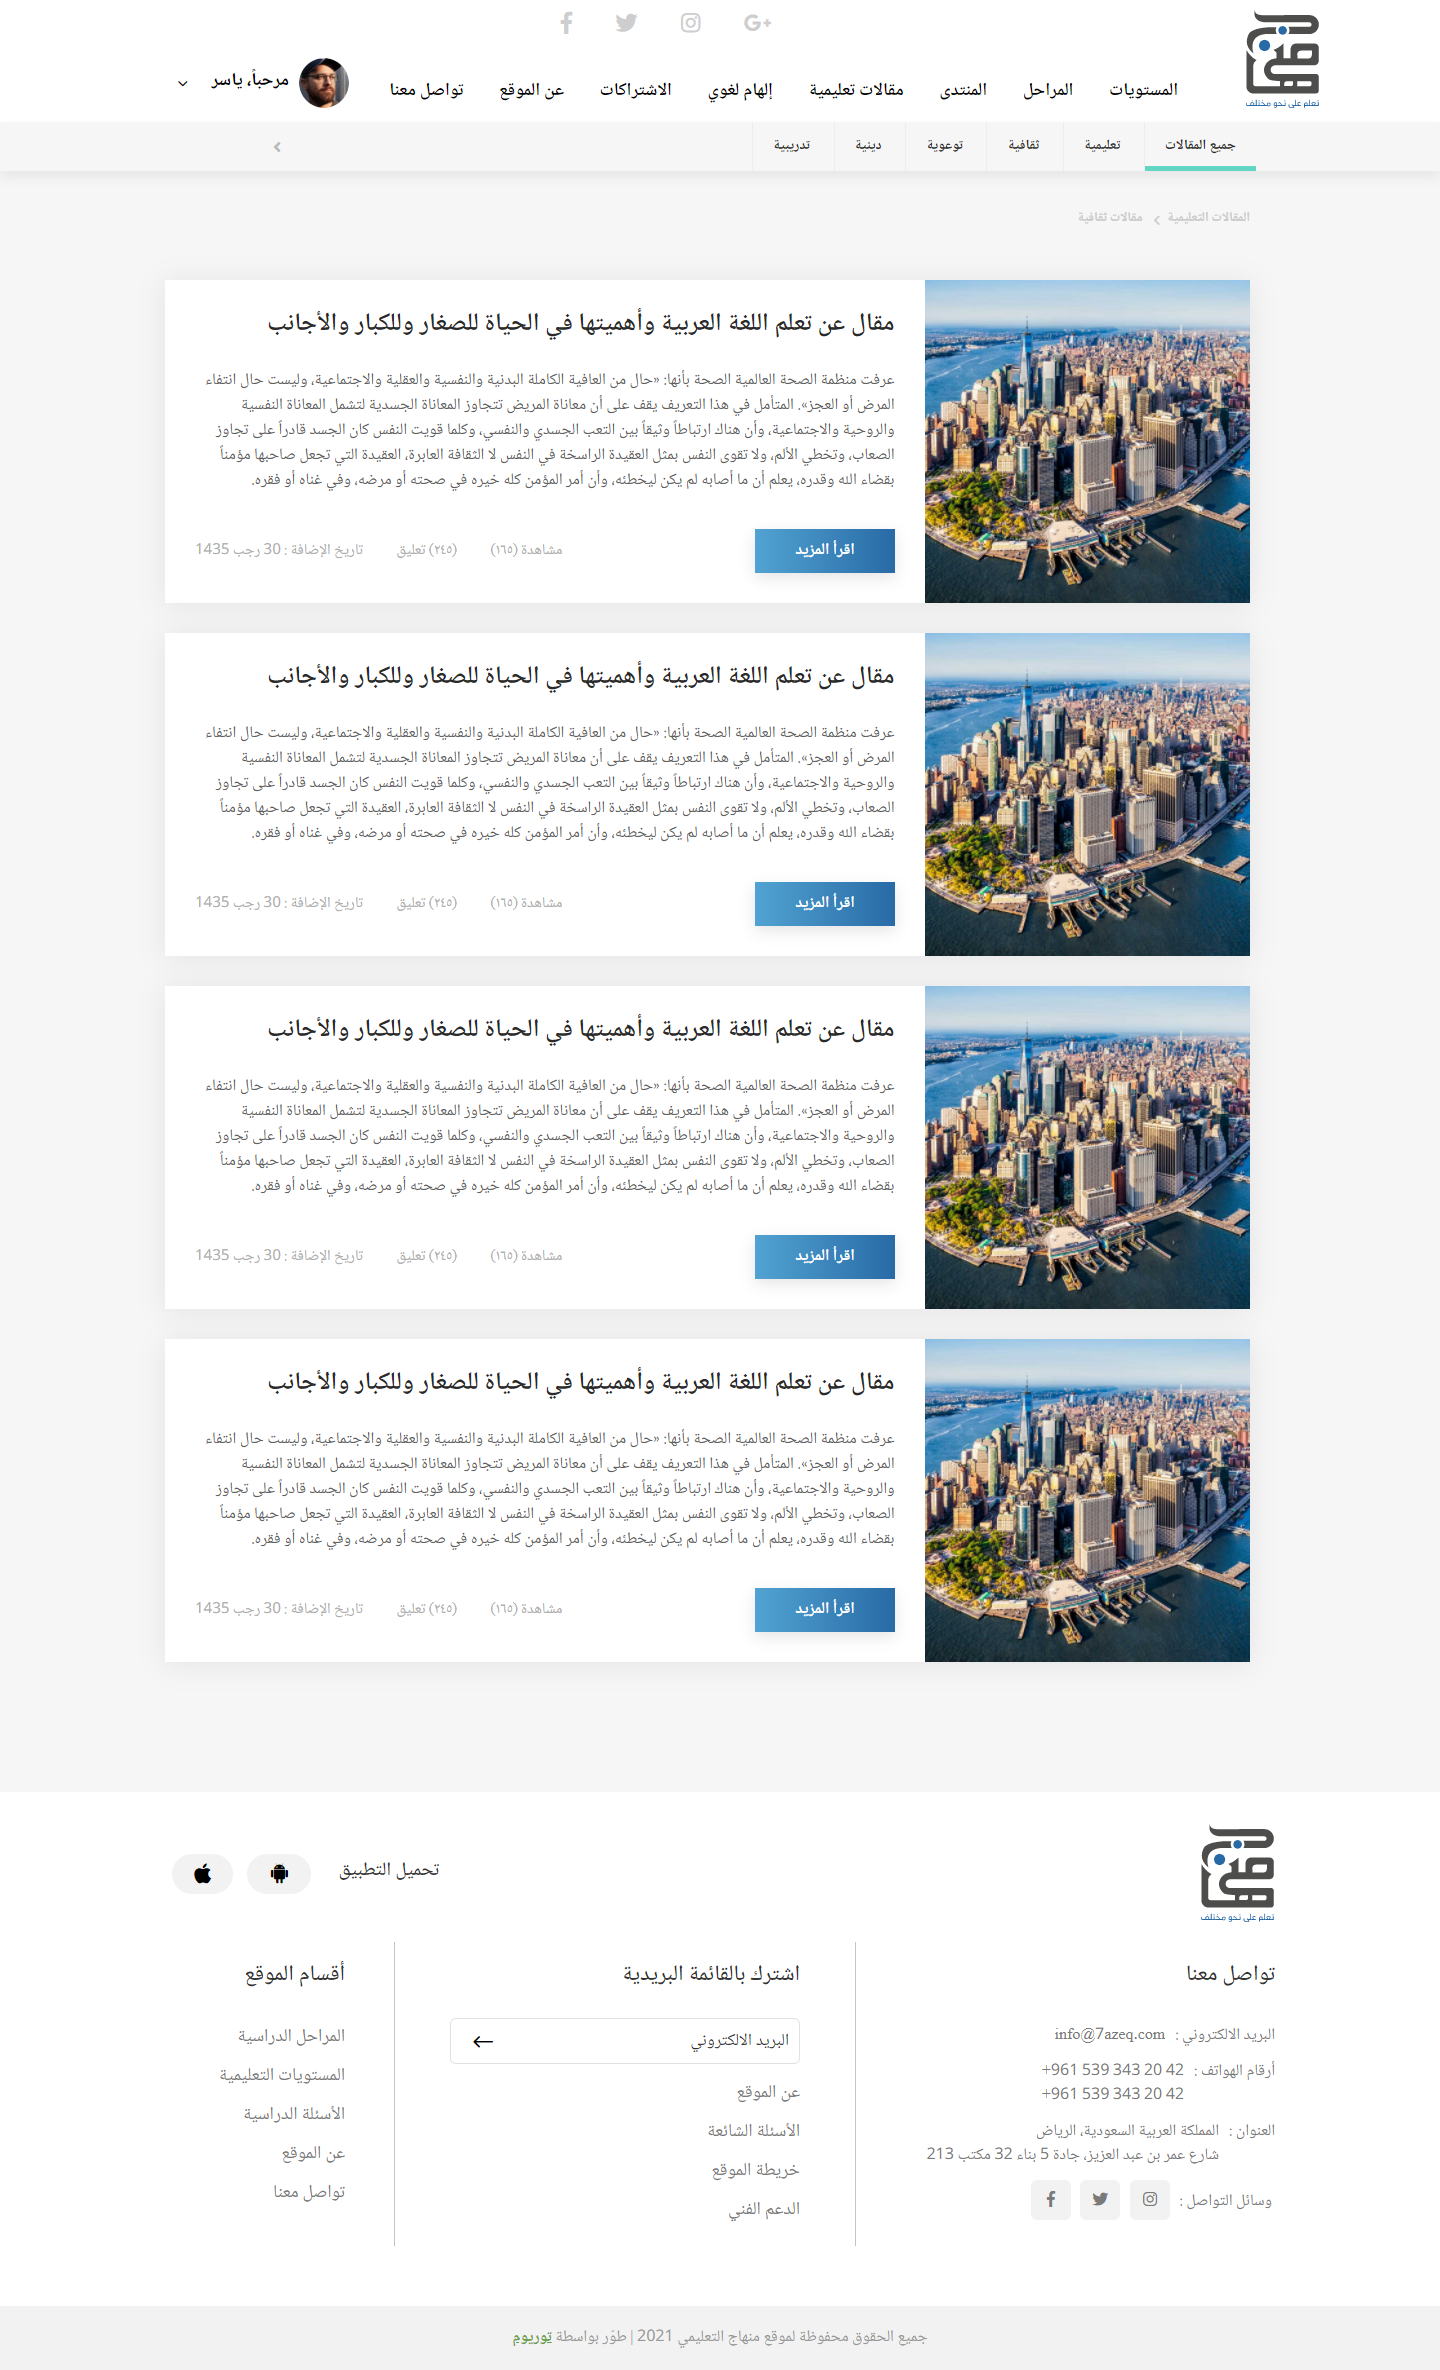 تعلم على نحو مختلف
المستويات
المراحل
المنتدى
مقالات تعليمية
إلهام لغوي
الاشتراكات
عن الموقع
تواصل معنا
مرحباً، ياسر
جميع المقالات
تعليمية
ثقافية
توعوية
دينية
تدريبية
المقالات التعليمية
مقالات ثقافية
مقال عن تعلم اللغة العربية وأهميتها في الحياة للصغار وللكبار والأجانب
عرفت منظمة الصحة العالمية الصحة بأنها: «حال من العافية الكاملة البدنية والنفسية والعقلية والاجتماعية، وليست حال انتفاء
المرض أو العجز». المتأمل في هذا التعريف يقف على أن معاناة المريض تتجاوز المعاناة الجسدية لتشمل المعاناة النفسية
والروحية والاجتماعية، وأن هناك ارتباطاً وثيقاً بين التعب الجسدي والنفسي، وكلما قويت النفس كان الجسد قادراً على تجاوز
الصعاب، وتخطي الألم، ولا تقوى النفس بمثل العقيدة الراسخة في النفس لا الثقافة العابرة، العقيدة التي تجعل صاحبها مؤمناً
بقضاء الله وقدره، يعلم أن ما أصابه لم يكن ليخطئه، وأن أمر المؤمن كله خيره في صحته أو مرضه، وفي غناه أو فقره.
اقرأ المزيد
مشاهدة (١٦٥)
(٢٤٥) تعليق
تاريخ الإضافة : 30 رجب 1435
مقال عن تعلم اللغة العربية وأهميتها في الحياة للصغار وللكبار والأجانب
عرفت منظمة الصحة العالمية الصحة بأنها: «حال من العافية الكاملة البدنية والنفسية والعقلية والاجتماعية، وليست حال انتفاء
المرض أو العجز». المتأمل في هذا التعريف يقف على أن معاناة المريض تتجاوز المعاناة الجسدية لتشمل المعاناة النفسية
والروحية والاجتماعية، وأن هناك ارتباطاً وثيقاً بين التعب الجسدي والنفسي، وكلما قويت النفس كان الجسد قادراً على تجاوز
الصعاب، وتخطي الألم، ولا تقوى النفس بمثل العقيدة الراسخة في النفس لا الثقافة العابرة، العقيدة التي تجعل صاحبها مؤمناً
بقضاء الله وقدره، يعلم أن ما أصابه لم يكن ليخطئه، وأن أمر المؤمن كله خيره في صحته أو مرضه، وفي غناه أو فقره.
اقرأ المزيد
مشاهدة (١٦٥)
(٢٤٥) تعليق
تاريخ الإضافة : 30 رجب 1435
مقال عن تعلم اللغة العربية وأهميتها في الحياة للصغار وللكبار والأجانب
عرفت منظمة الصحة العالمية الصحة بأنها: «حال من العافية الكاملة البدنية والنفسية والعقلية والاجتماعية، وليست حال انتفاء
المرض أو العجز». المتأمل في هذا التعريف يقف على أن معاناة المريض تتجاوز المعاناة الجسدية لتشمل المعاناة النفسية
والروحية والاجتماعية، وأن هناك ارتباطاً وثيقاً بين التعب الجسدي والنفسي، وكلما قويت النفس كان الجسد قادراً على تجاوز
الصعاب، وتخطي الألم، ولا تقوى النفس بمثل العقيدة الراسخة في النفس لا الثقافة العابرة، العقيدة التي تجعل صاحبها مؤمناً
بقضاء الله وقدره، يعلم أن ما أصابه لم يكن ليخطئه، وأن أمر المؤمن كله خيره في صحته أو مرضه، وفي غناه أو فقره.
اقرأ المزيد
مشاهدة (١٦٥)
(٢٤٥) تعليق
تاريخ الإضافة : 30 رجب 1435
مقال عن تعلم اللغة العربية وأهميتها في الحياة للصغار وللكبار والأجانب
عرفت منظمة الصحة العالمية الصحة بأنها: «حال من العافية الكاملة البدنية والنفسية والعقلية والاجتماعية، وليست حال انتفاء
المرض أو العجز». المتأمل في هذا التعريف يقف على أن معاناة المريض تتجاوز المعاناة الجسدية لتشمل المعاناة النفسية
والروحية والاجتماعية، وأن هناك ارتباطاً وثيقاً بين التعب الجسدي والنفسي، وكلما قويت النفس كان الجسد قادراً على تجاوز
الصعاب، وتخطي الألم، ولا تقوى النفس بمثل العقيدة الراسخة في النفس لا الثقافة العابرة، العقيدة التي تجعل صاحبها مؤمناً
بقضاء الله وقدره، يعلم أن ما أصابه لم يكن ليخطئه، وأن أمر المؤمن كله خيره في صحته أو مرضه، وفي غناه أو فقره.
اقرأ المزيد
مشاهدة (١٦٥)
(٢٤٥) تعليق
تاريخ الإضافة : 30 رجب 1435
تعلم على نحو مختلف
تحميل التطبيق
تواصل معنا
البريد الالكتروني : info@7azeq.com
أرقام الهواتف : +961 539 343 20 42
+961 539 343 20 42
العنوان : المملكة العربية السعودية، الرياض
شارع عمر بن عبد العزيز، جادة 5 بناء 32 مكتب 213
وسائل التواصل :
اشترك بالقائمة البريدية
البريد الالكتروني
عن الموقع
الأسئلة الشائعة
خريطة الموقع
الدعم الفني
أقسام الموقع
المراحل الدراسية
المستويات التعليمية
الأسئلة الدراسية
عن الموقع
تواصل معنا
جميع الحقوق محفوظة لموقع منهاج التعليمي 2021 | طوّر بواسطة توريوم